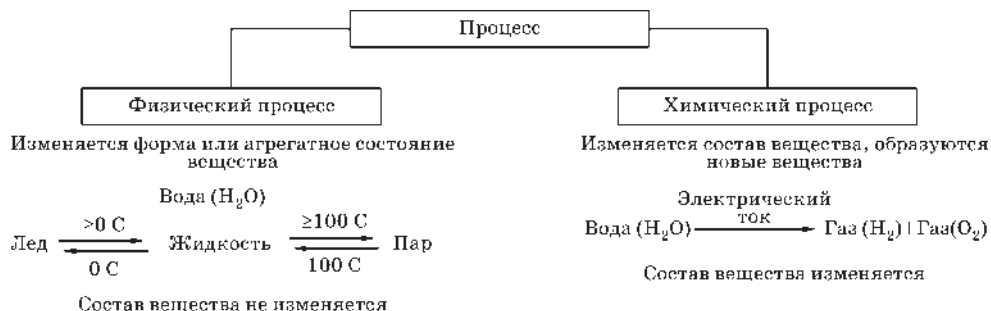 Процесс
Физический процесс
Изменяется форма или агрегатное состояние
вещества
Вода (H₂O)
>0 С
≥100 С
Лед
Жидкость
Пар
0 С
100 С
Состав вещества не изменяется
Химический процесс
Изменяется состав вещества, образуются
новые вещества
Электрический
ток
Вода (H₂O)
Газ (H₂) + Газ(O₂)
Состав вещества изменяется